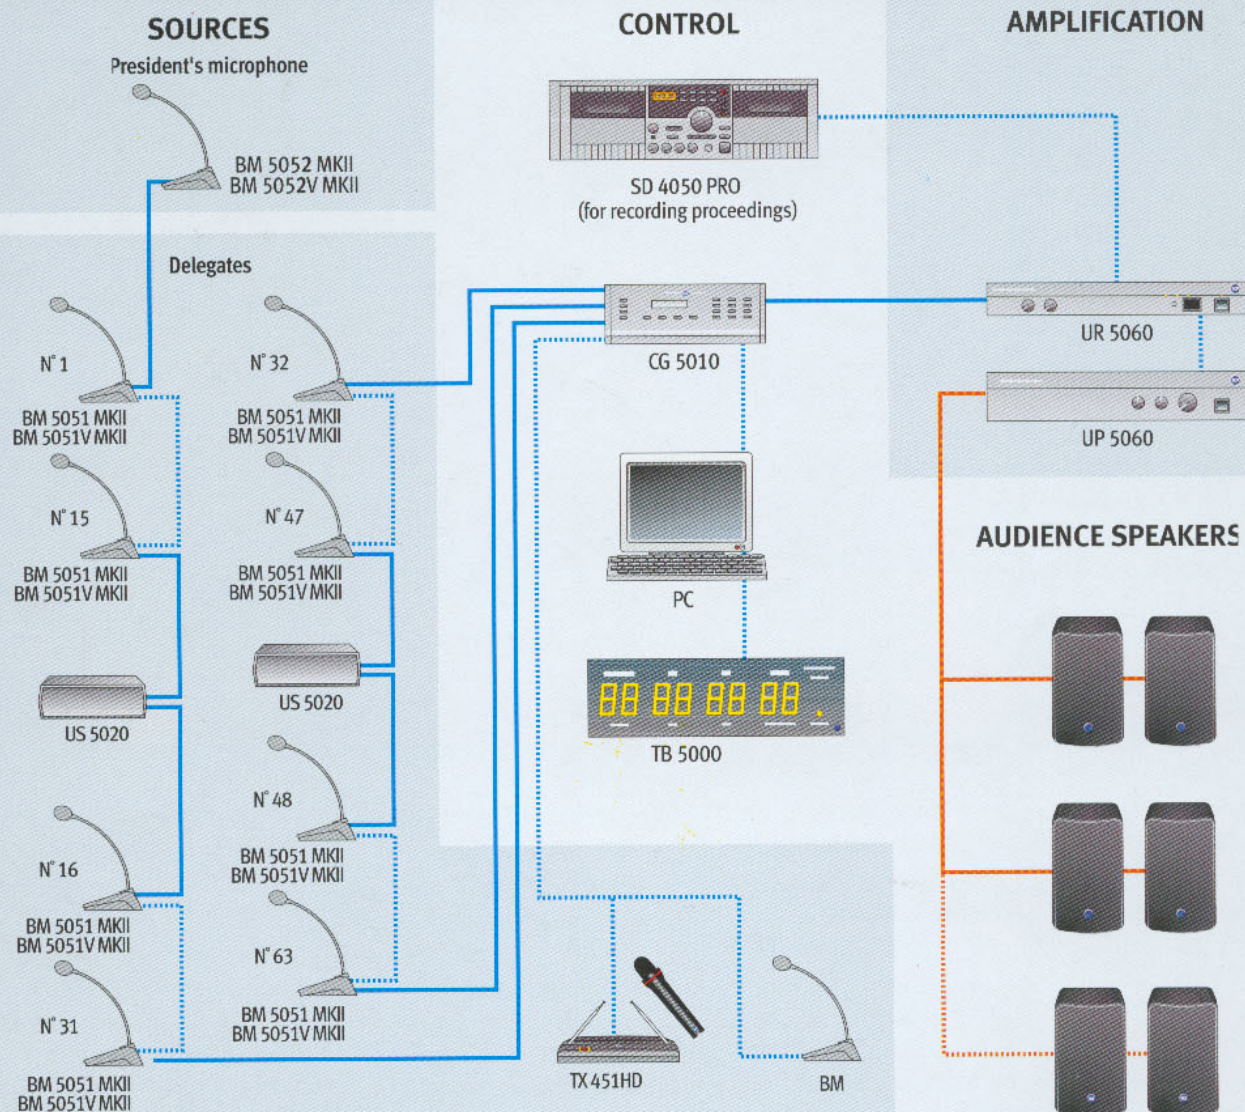 SOURCES
President's microphone
BM 5052 MKII
BM 5052V MKII
Delegates
N° 1
BM 5051 MKII
BM 5051V MKII
N° 32
BM 5051 MKII
BM 5051V MKII
N° 15
BM 5051 MKII
BM 5051V MKII
N° 47
BM 5051 MKII
BM 5051V MKII
US 5020
US 5020
N° 48
BM 5051 MKII
BM 5051V MKII
N° 16
BM 5051 MKII
BM 5051V MKII
N° 63
BM 5051 MKII
BM 5051V MKII
N° 31
BM 5051 MKII
BM 5051V MKII
CONTROL
SD 4050 PRO
(for recording proceedings)
CG 5010
PC
88 88 88 88
TB 5000
TX 451HD
BM
AMPLIFICATION
UR 5060
UP 5060
AUDIENCE SPEAKERS